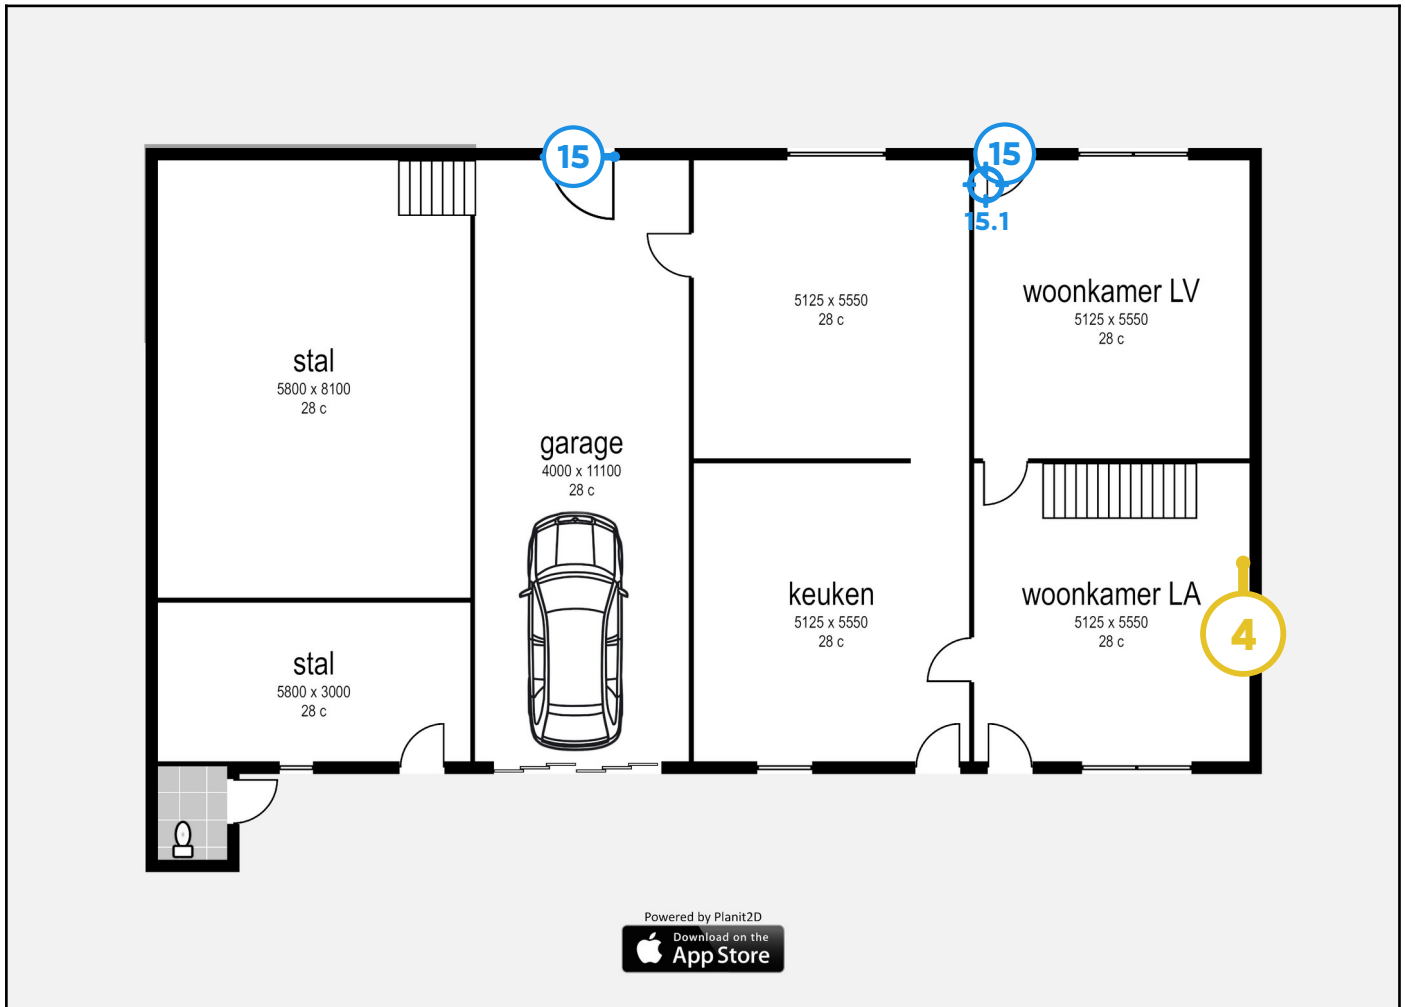 15
15
15.1
woonkamer LV
5125 x 5550
28 c
5125 x 5550
28 c
stal
5800 x 8100
28 c
garage
4000 x 11100
28 c
keuken
5125 x 5550
28 c
woonkamer LA
5125 x 5550
28 c
4
stal
5800 x 3000
28 c
Powered by Planit2D
Download on the
App Store